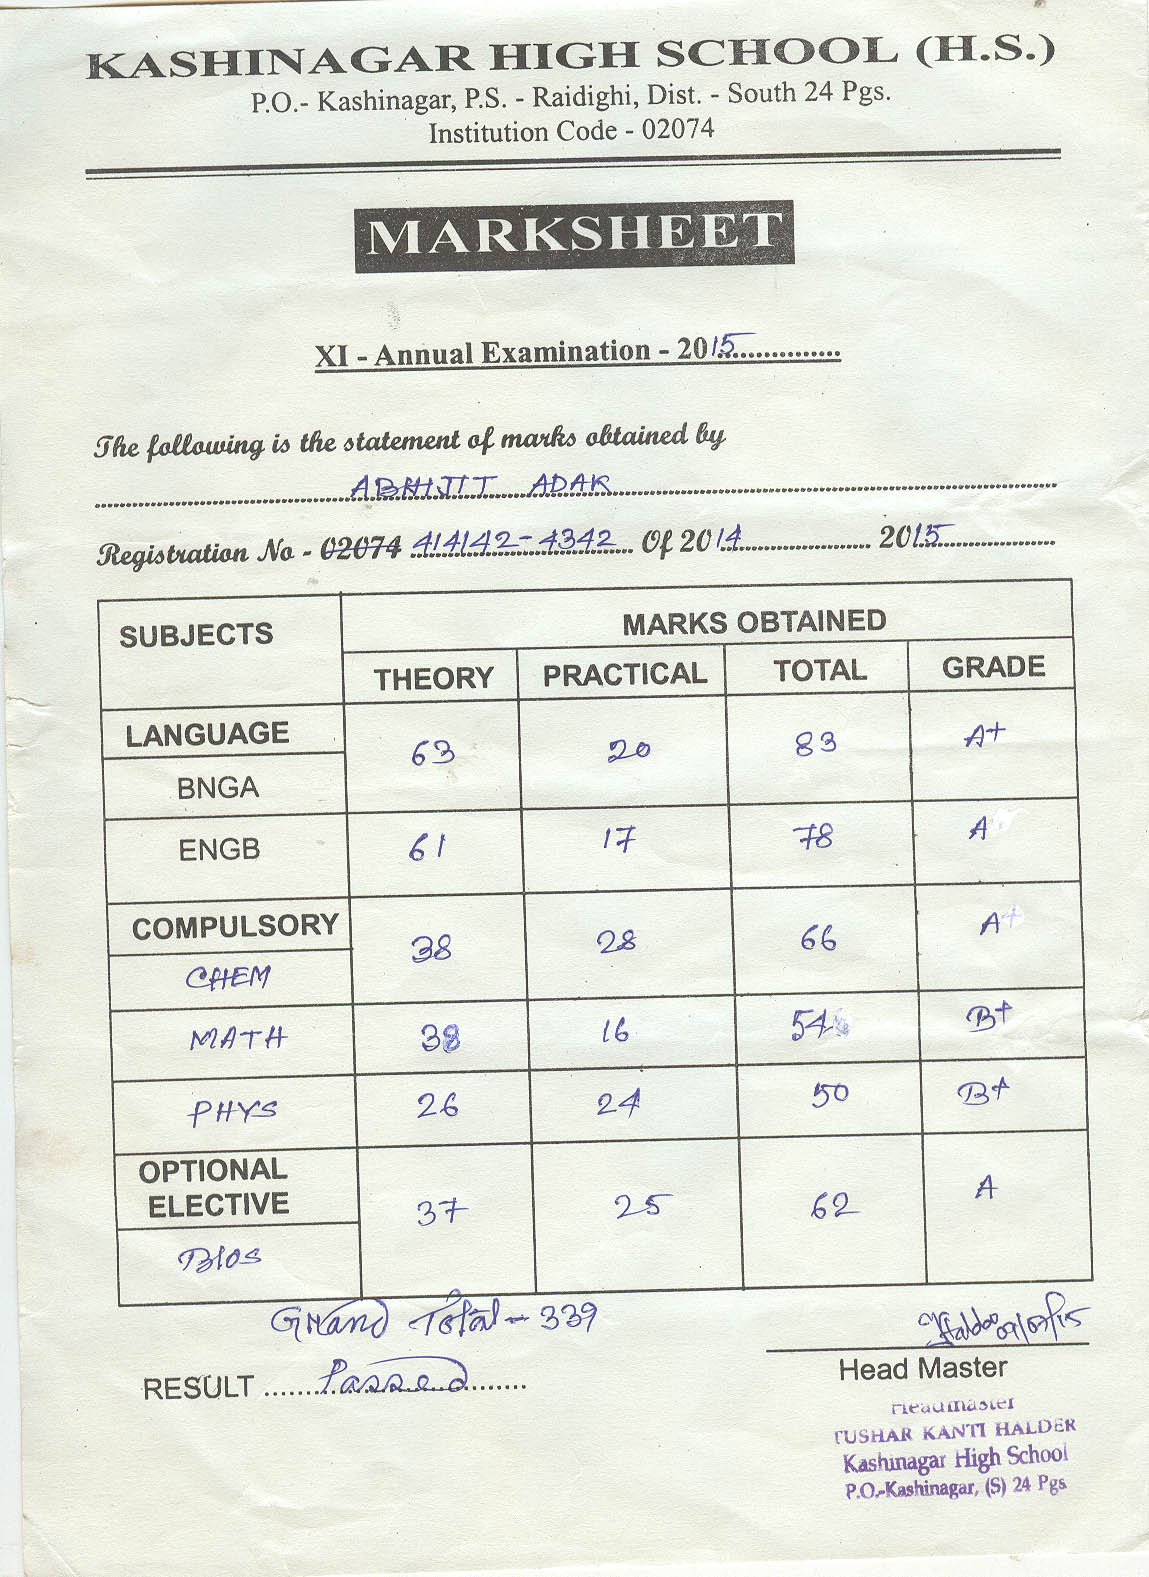 KASHINAGAR HIGH SCHOOL (H.S.)
P.O.- Kashinagar, P.S. - Raidighi, Dist. - South 24 Pgs.
Institution Code - 02074
MARKSHEET
XI - Annual Examination - 2015
The following is the statement of marks obtained by
ABHIJIT ADAK
Registration No - 02074 414142-4342 Of 2014 2015
SUBJECTS MARKS OBTAINED
THEORY PRACTICAL TOTAL GRADE
LANGUAGE
BNGA 63 20 83 A+
ENGB 61 17 78 A
COMPULSORY
CHEM 38 28 66 A
MATH 38 16 54 B+
PHYS 26 24 50 B+
OPTIONAL
ELECTIVE
BIOS 37 25 62 A
Grand Total - 339
RESULT ........Passed........
Head Master
Headmaster
TUSHAR KANTI HALDER
Kashinagar High School
P.O.-Kashinagar, (S) 24 Pgs